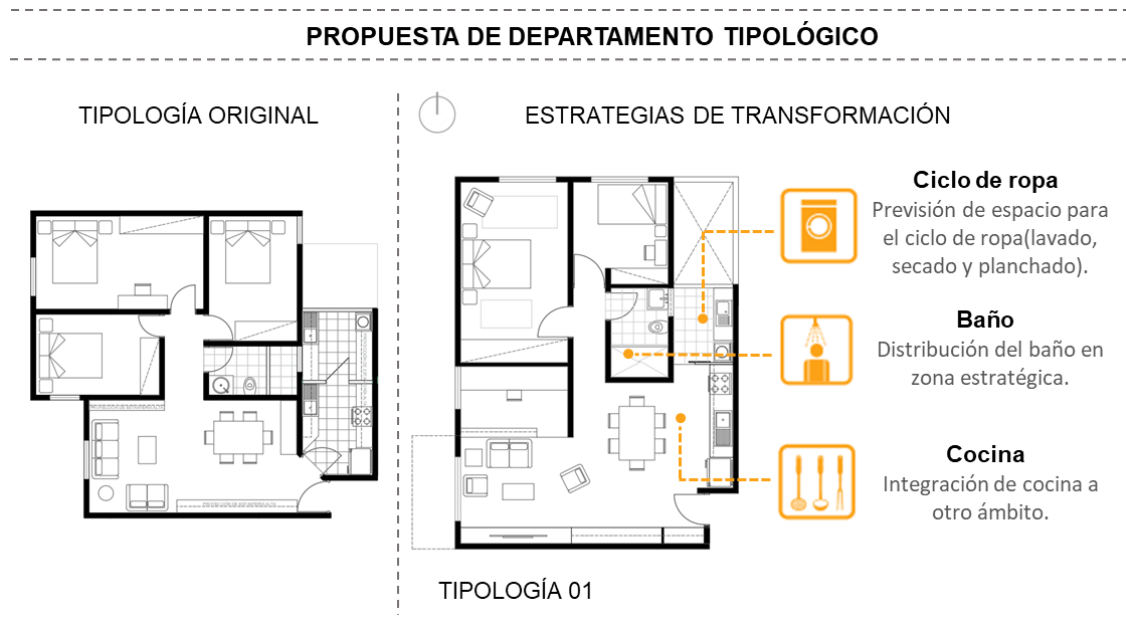 PROPUESTA DE DEPARTAMENTO TIPOLÓGICO
TIPOLOGÍA ORIGINAL
ESTRATEGIAS DE TRANSFORMACIÓN
Ciclo de ropa
Previsión de espacio para
el ciclo de ropa(lavado,
secado y planchado).
Baño
Distribución del baño en
zona estratégica.
Cocina
Integración de cocina a
otro ámbito.
TIPOLOGÍA 01